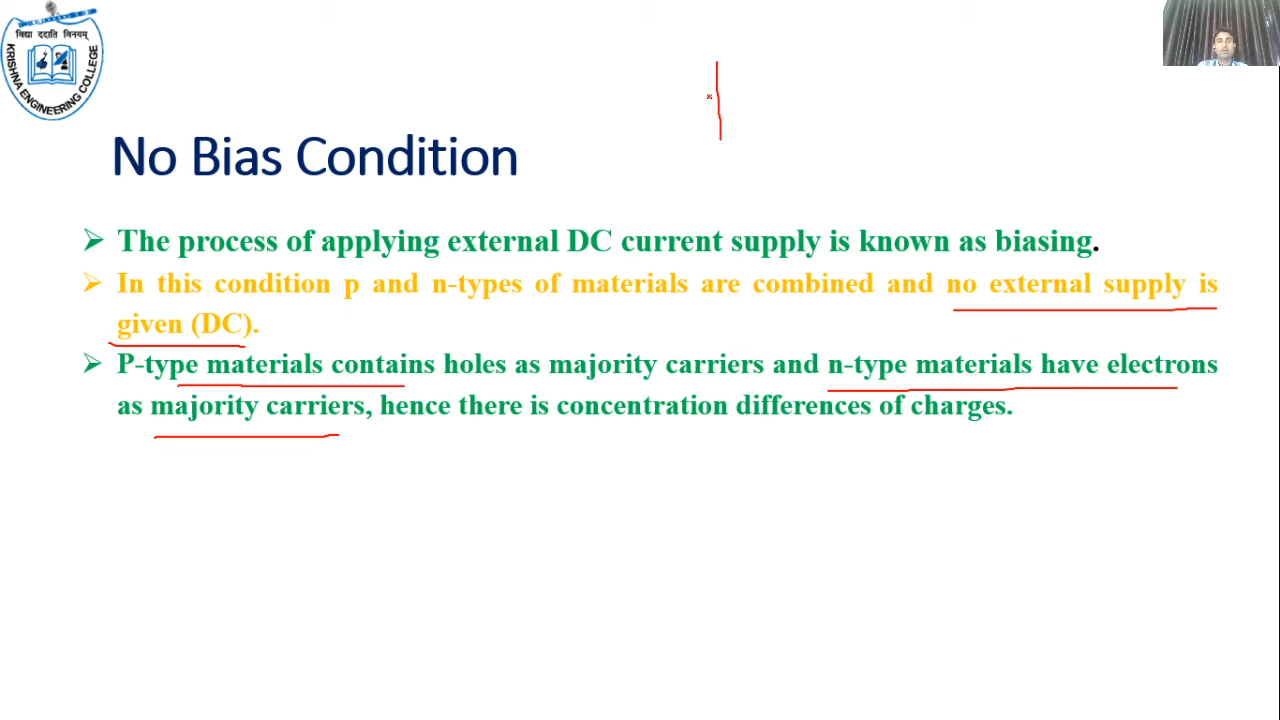 विद्या ददाति विनयम्
KRISHNA ENGINEERING COLLEGE
No Bias Condition
The process of applying external DC current supply is known as biasing.
In this condition p and n-types of materials are combined and no external supply is
given (DC).
P-type materials contains holes as majority carriers and n-type materials have electrons
as majority carriers, hence there is concentration differences of charges.